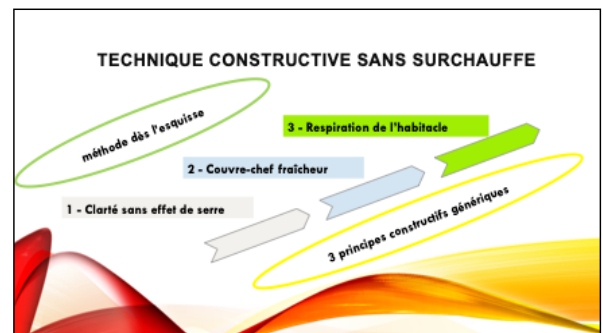 TECHNIQUE CONSTRUCTIVE SANS SURCHAUFFE
méthode dès l'esquisse
3 - Respiration de l'habitacle
2 - Couvre-chef fraîcheur
1 - Clarté sans effet de serre
3 principes constructifs génériques